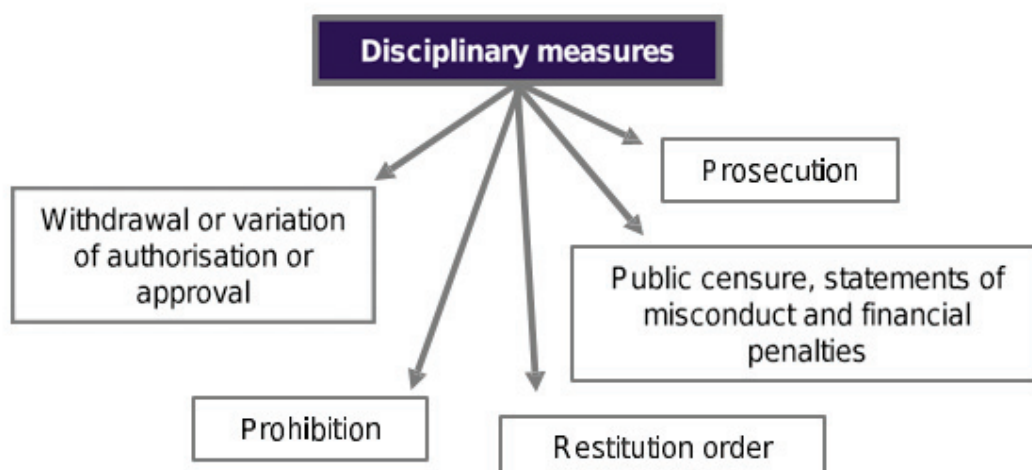 Disciplinary measures
Prosecution
Withdrawal or variation
of authorisation or
approval
Public censure, statements of
misconduct and financial
penalties
Prohibition
Restitution order